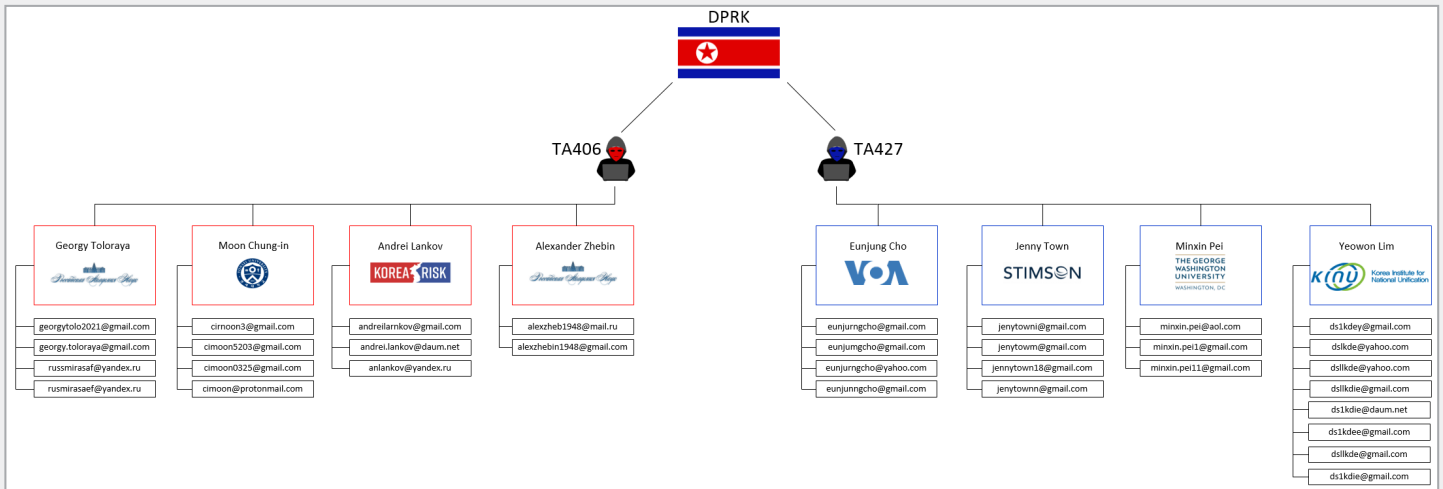 DPRK
TA406
TA427
Georgy Toloraya
georgytolo2021@gmail.com
georgy.toloraya@gmail.com
russmirasaf@yandex.ru
rusmirasaef@yandex.ru
Moon Chung-in
cirnoon3@gmail.com
cimoon5203@gmail.com
cimoon0325@gmail.com
cimoon@protonmail.com
Andrei Lankov
KOREA RISK
andreilarnkov@gmail.com
andrei.lankov@daum.net
anlankov@yandex.ru
Alexander Zhebin
alexzheb1948@mail.ru
alexzhebin1948@gmail.com
Eunjung Cho
VOA
eunjurngcho@gmail.com
eunjumgcho@gmail.com
eunjurngcho@yahoo.com
eunjunngcho@gmail.com
Jenny Town
STIMSON
jenytowni@gmail.com
jenytowm@gmail.com
jennytown18@gmail.com
jenytownn@gmail.com
Minxin Pei
THE GEORGE
WASHINGTON
UNIVERSITY
WASHINGTON, DC
minxin.pei@aol.com
minxin.pei1@gmail.com
minxin.pei11@gmail.com
Yeowon Lim
KINU
Korea Institute for
National Unification
ds1kdey@gmail.com
dslkde@yahoo.com
dsllkde@yahoo.com
dsllkdie@gmail.com
ds1kdie@daum.net
ds1kdee@gmail.com
dsllkde@gmail.com
ds1kdie@gmail.com